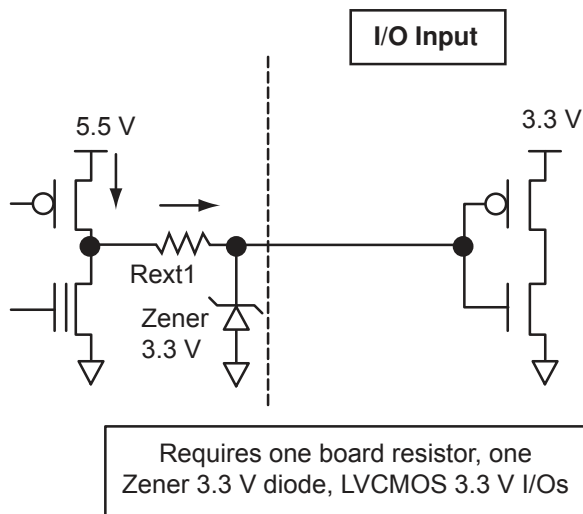 I/O Input
5.5 V
3.3 V
Rext1
Zener
3.3 V
Requires one board resistor, one
Zener 3.3 V diode, LVCMOS 3.3 V I/Os